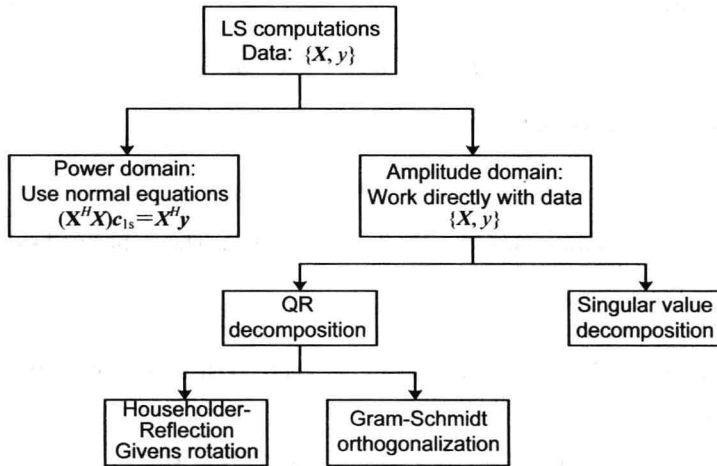 LS computations
Data: {X, y}
Power domain:
Use normal equations
(X^H X)c_ls=X^H y
Amplitude domain:
Work directly with data
{X, y}
QR
decomposition
Singular value
decomposition
Householder-
Reflection
Givens rotation
Gram-Schmidt
orthogonalization